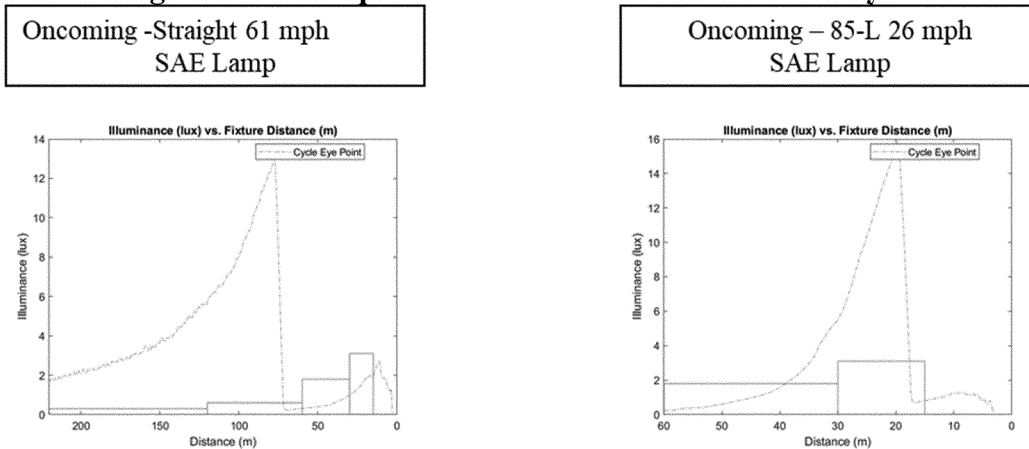 Oncoming -Straight 61 mph
SAE Lamp
Oncoming – 85-L 26 mph
SAE Lamp
Illuminance (lux) vs. Fixture Distance (m)
Cycle Eye Point
14
12
10
8
6
4
2
0
Illuminance (lux)
200
150
100
50
0
Distance (m)
Illuminance (lux) vs. Fixture Distance (m)
Cycle Eye Point
16
14
12
10
8
6
4
2
0
Illuminance (lux)
60
50
40
30
20
10
0
Distance (m)